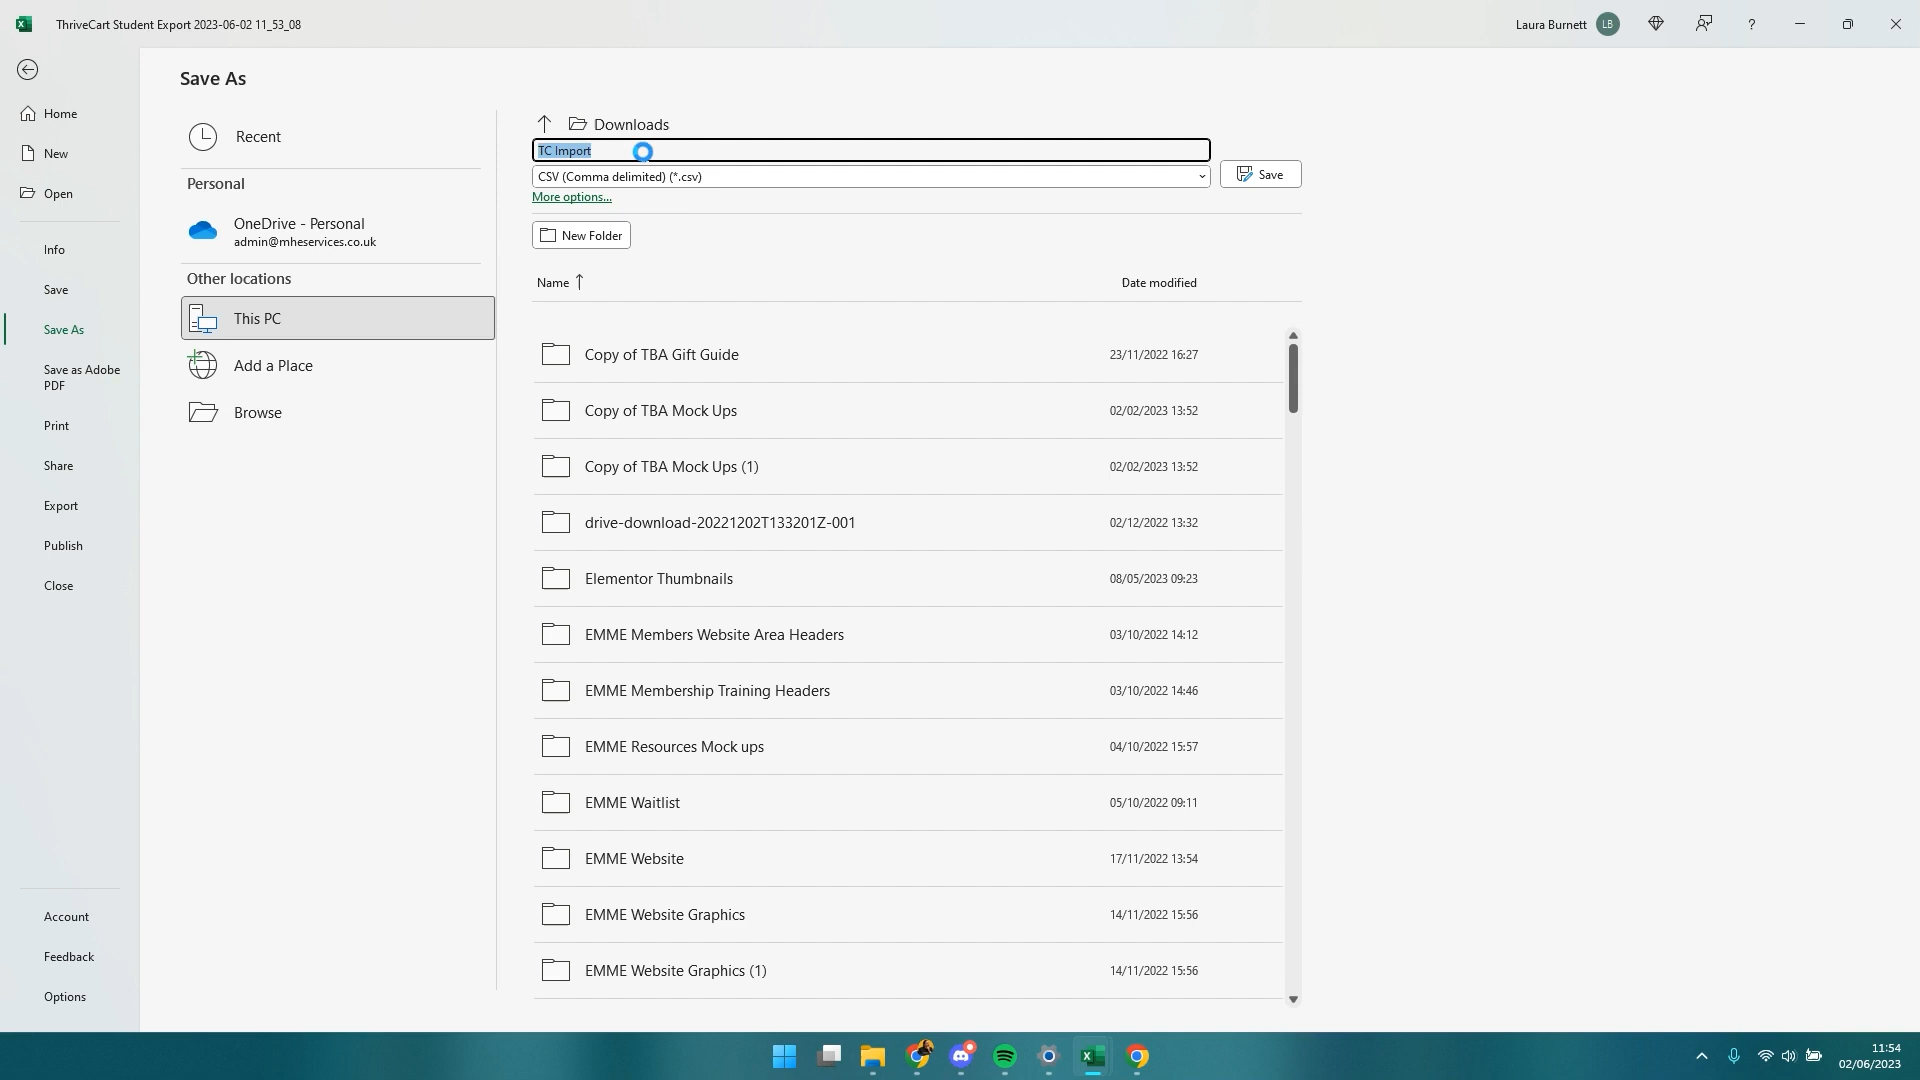 ThriveCart Student Export 2023-06-02 11_53_08
Laura Burnett LB
?
Home
New
Open
Info
Save
Save As
Save as Adobe
PDF
Print
Share
Export
Publish
Close
Account
Feedback
Options
Save As
Recent
Personal
OneDrive - Personal
admin@mheservices.co.uk
Other locations
This PC
Add a Place
Browse
Downloads
TC Import
CSV (Comma delimited) (*.csv)
Save
More options...
New Folder
Name Date modified
Copy of TBA Gift Guide 23/11/2022 16:27
Copy of TBA Mock Ups 02/02/2023 13:52
Copy of TBA Mock Ups (1) 02/02/2023 13:52
drive-download-20221202T133201Z-001 02/12/2022 13:32
Elementor Thumbnails 08/05/2023 09:23
EMME Members Website Area Headers 03/10/2022 14:12
EMME Membership Training Headers 03/10/2022 14:46
EMME Resources Mock ups 04/10/2022 15:57
EMME Waitlist 05/10/2022 09:11
EMME Website 17/11/2022 13:54
EMME Website Graphics 14/11/2022 15:56
EMME Website Graphics (1) 14/11/2022 15:56
11:54
02/06/2023